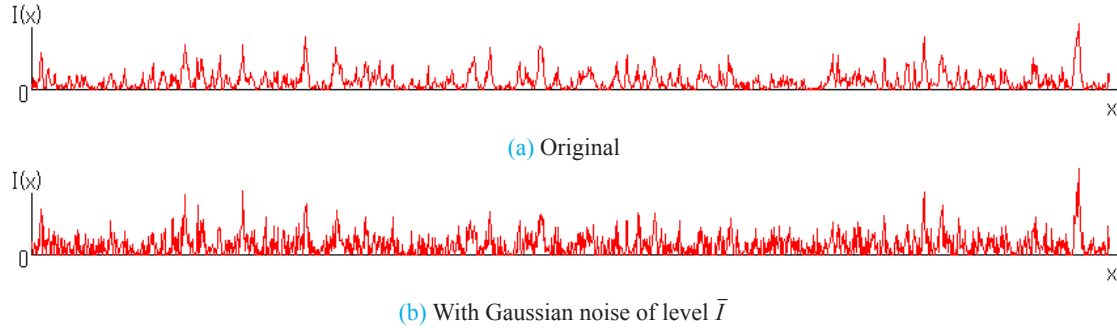 I(x)
0
x
(a) Original
I(x)
0
x
(b) With Gaussian noise of level Ī